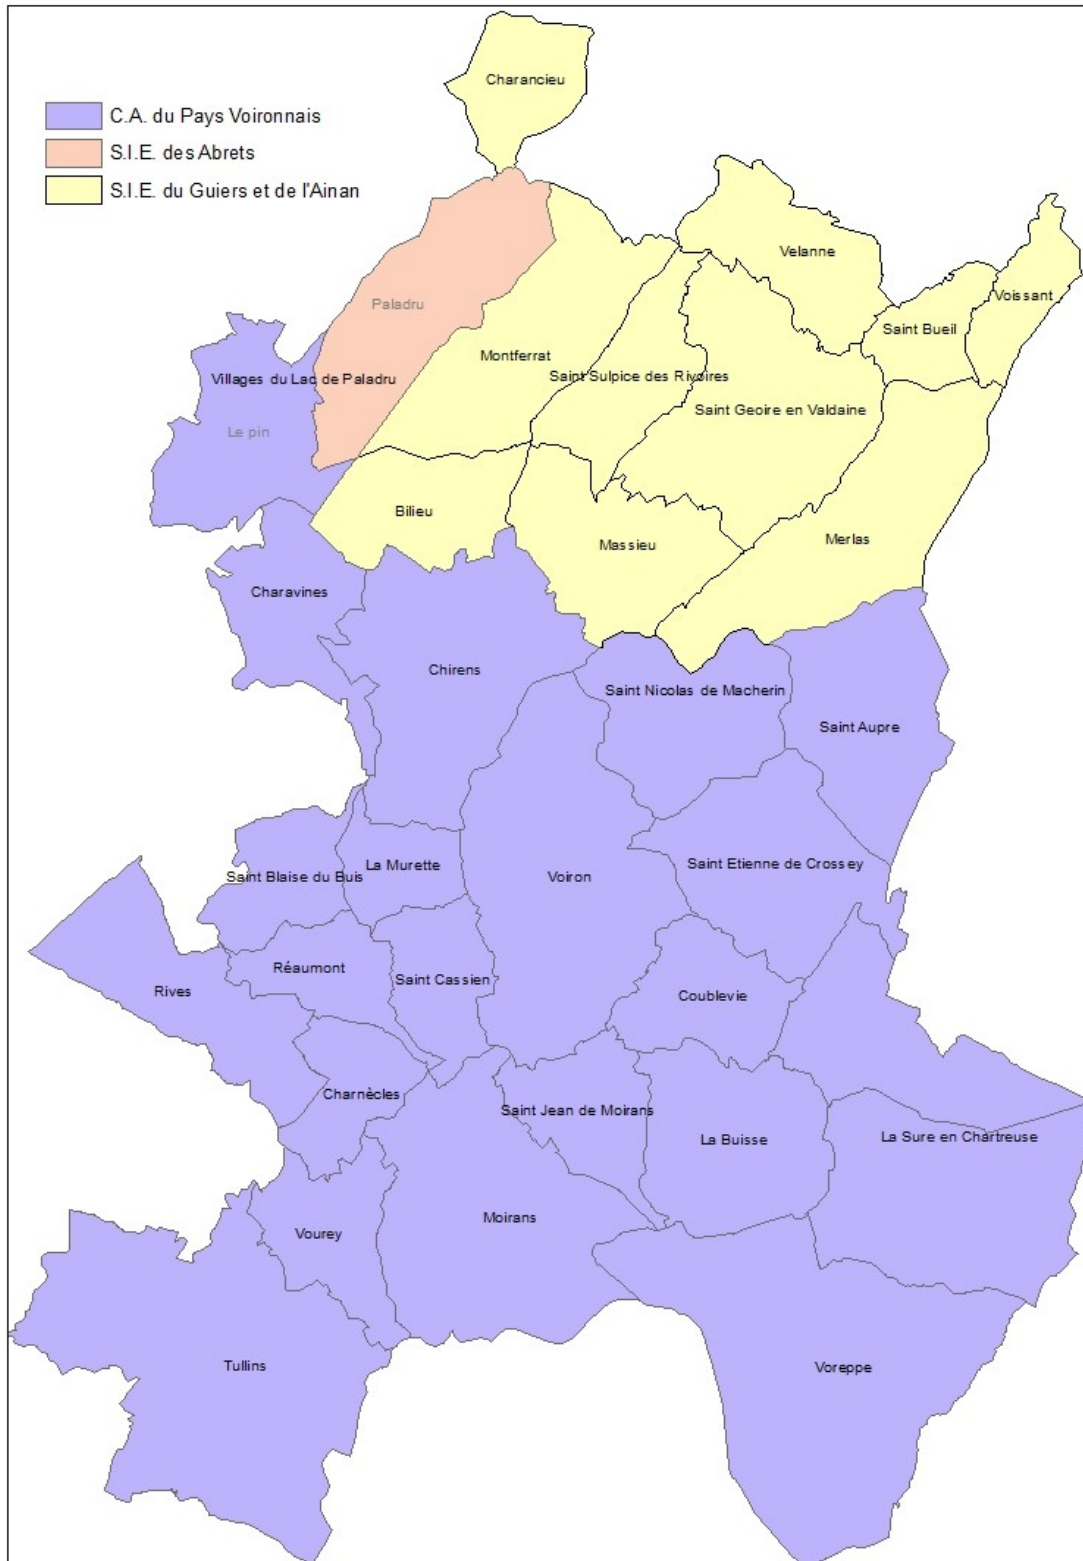 Charancieu
C.A. du Pays Voironnais
S.I.E. des Abrets
S.I.E. du Guiers et de l'Ainan
Velanne
Voissant
Paladru
Saint Bueil
Montferrat
Villages du Lac de Paladru
Saint Sulpice des Rivoires
Saint Geoire en Valdaine
Le pin
Bilieu
Massieu
Merlas
Charavines
Chirens
Saint Nicolas de Macherin
Saint Aupre
La Murette
Saint Blaise du Buis
Voiron
Saint Etienne de Crossey
Réaumont
Saint Cassien
Rives
Coublevie
Charnècles
Saint Jean de Moirans
La Buisse
La Sure en Chartreuse
Vourey
Moirans
Tullins
Voreppe